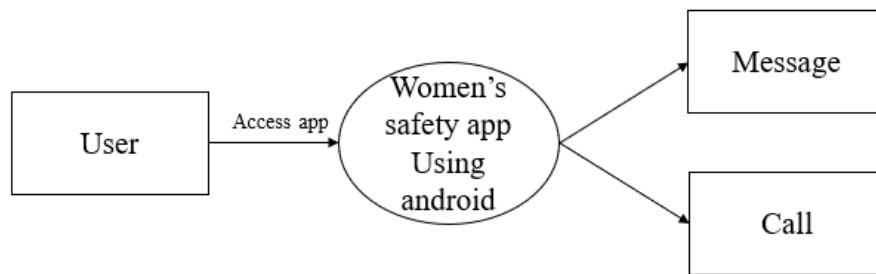 User
Access app
Women’s
safety app
Using
android
Message
Call